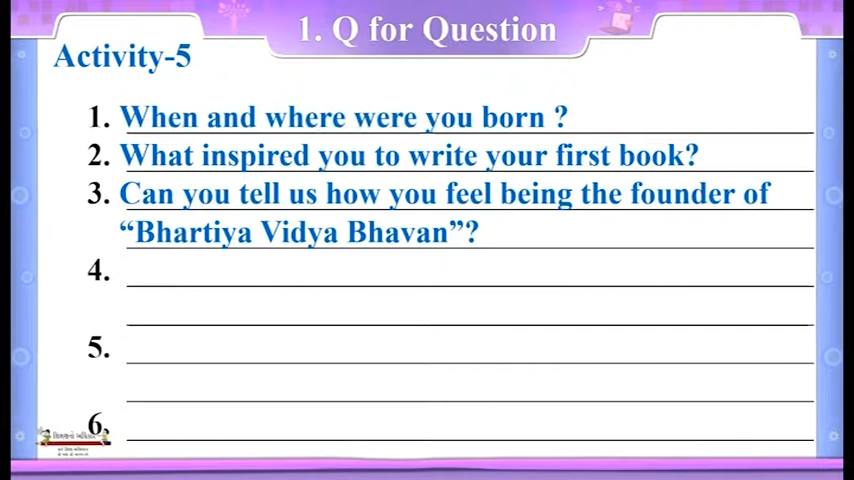 1. Q for Question
Activity-5
1. When and where were you born ?
2. What inspired you to write your first book?
3. Can you tell us how you feel being the founder of
“Bhartiya Vidya Bhavan”?
4.
5.
6.